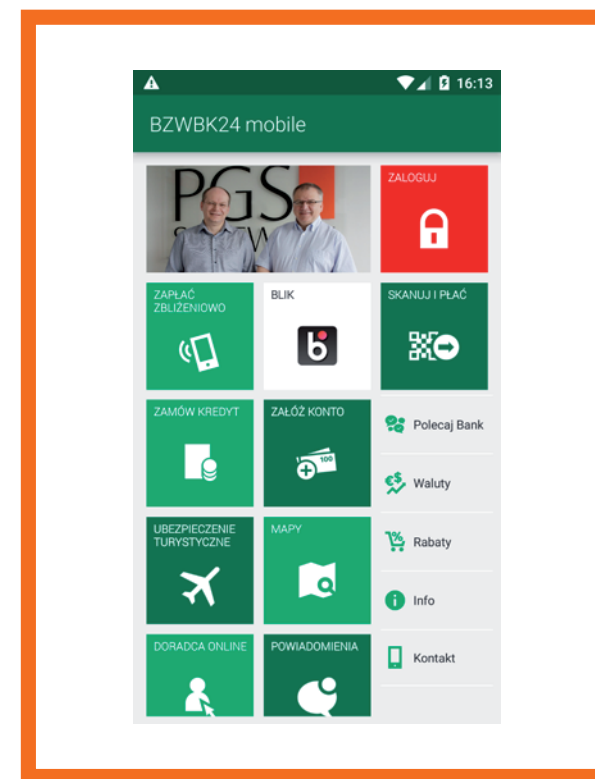 16:13
BZWBK24 mobile
PGS
ZALOGUJ
ZAPŁAĆ
ZBLIŻENIOWO
BLIK
SKANUJ I PŁAĆ
ZAMÓW KREDYT
ZAŁÓŻ KONTO
100
Polecaj Bank
Waluty
UBEZPIECZENIE
TURYSTYCZNE
MAPY
Rabaty
Info
DORADCA ONLINE
POWIADOMIENIA
Kontakt